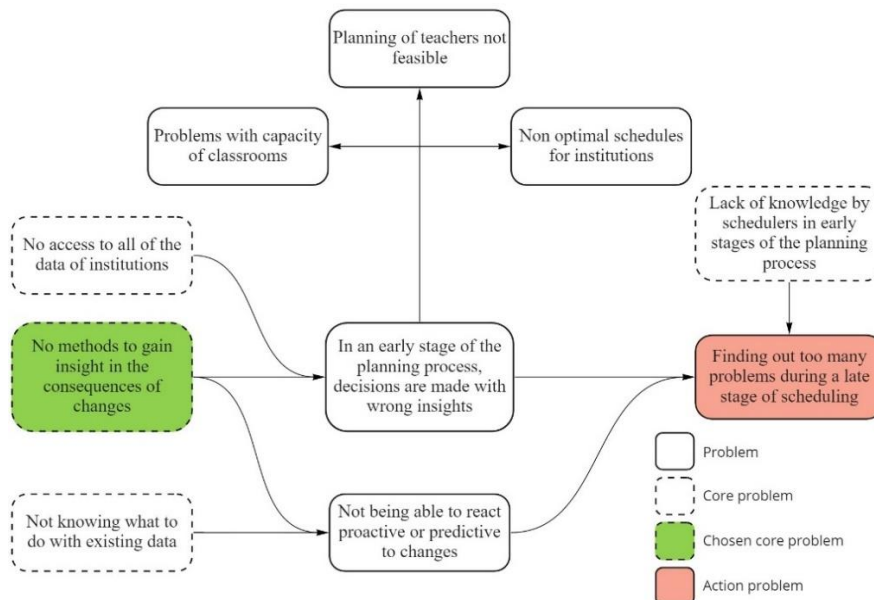 Planning of teachers not
feasible
Problems with capacity
of classrooms
Non optimal schedules
for institutions
Lack of knowledge by
schedulers in early
stages of the planning
process
No access to all of the
data of institutions
No methods to gain
insight in the
consequences of
changes
In an early stage of the
planning process,
decisions are made with
wrong insights
Finding out too many
problems during a late
stage of scheduling
Not knowing what to
do with existing data
Not being able to react
proactive or predictive
to changes
Problem
Core problem
Chosen core problem
Action problem